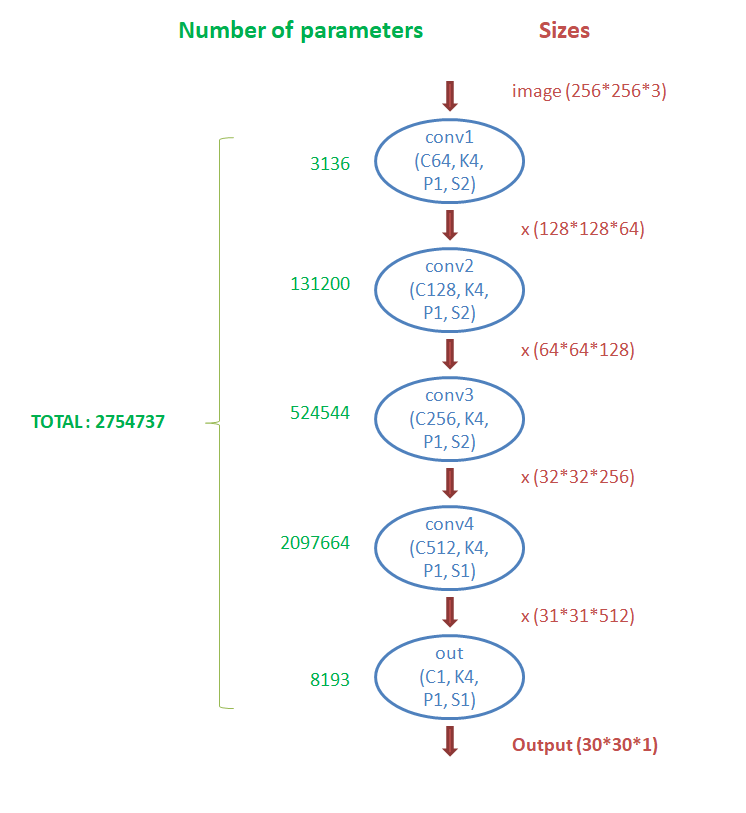 Number of parameters
Sizes
image (256*256*3)
conv1
(C64, K4,
P1, S2)
3136
x (128*128*64)
conv2
(C128, K4,
P1, S2)
131200
x (64*64*128)
conv3
(C256, K4,
P1, S2)
524544
TOTAL : 2754737
x (32*32*256)
conv4
(C512, K4,
P1, S1)
2097664
x (31*31*512)
out
(C1, K4,
P1, S1)
8193
Output (30*30*1)